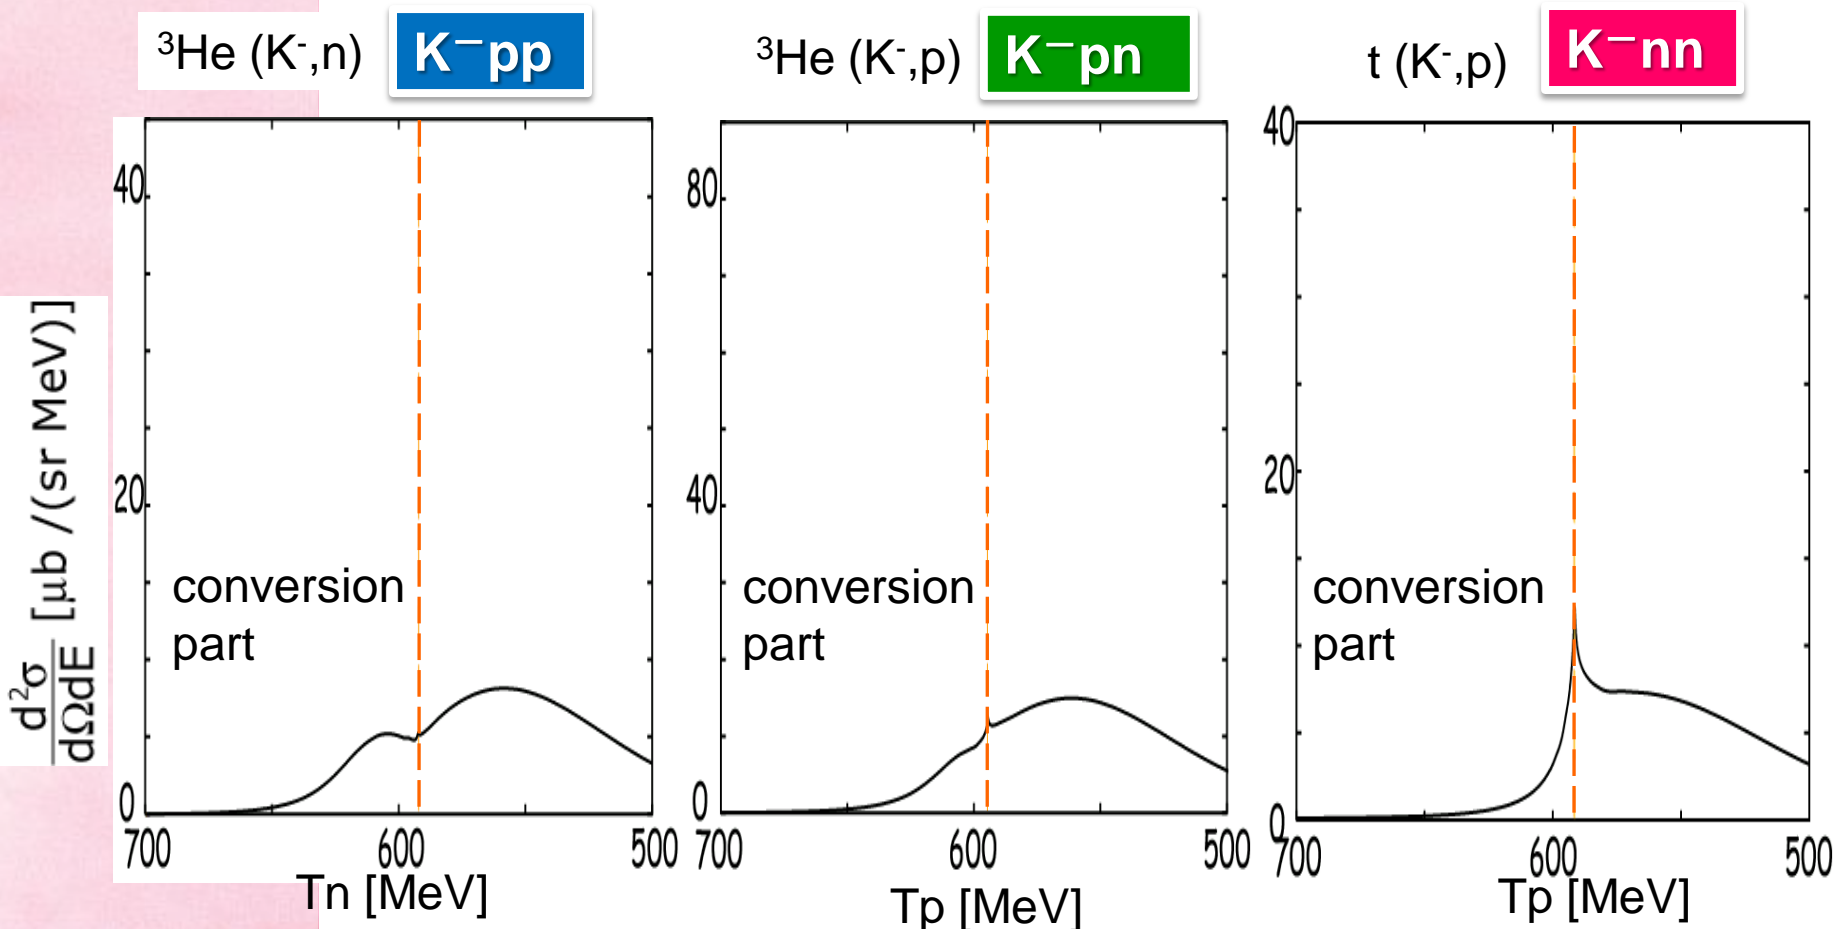 ³He (K⁻,n) K⁻pp
³He (K⁻,p) K⁻pn
t (K⁻,p) K⁻nn
d²σ
dΩdE [μb /(sr MeV)]
40
20
0
conversion
part
700 600 500
Tn [MeV]
80
40
0
conversion
part
700 600 500
Tp [MeV]
40
20
0
conversion
part
700 600 500
Tp [MeV]